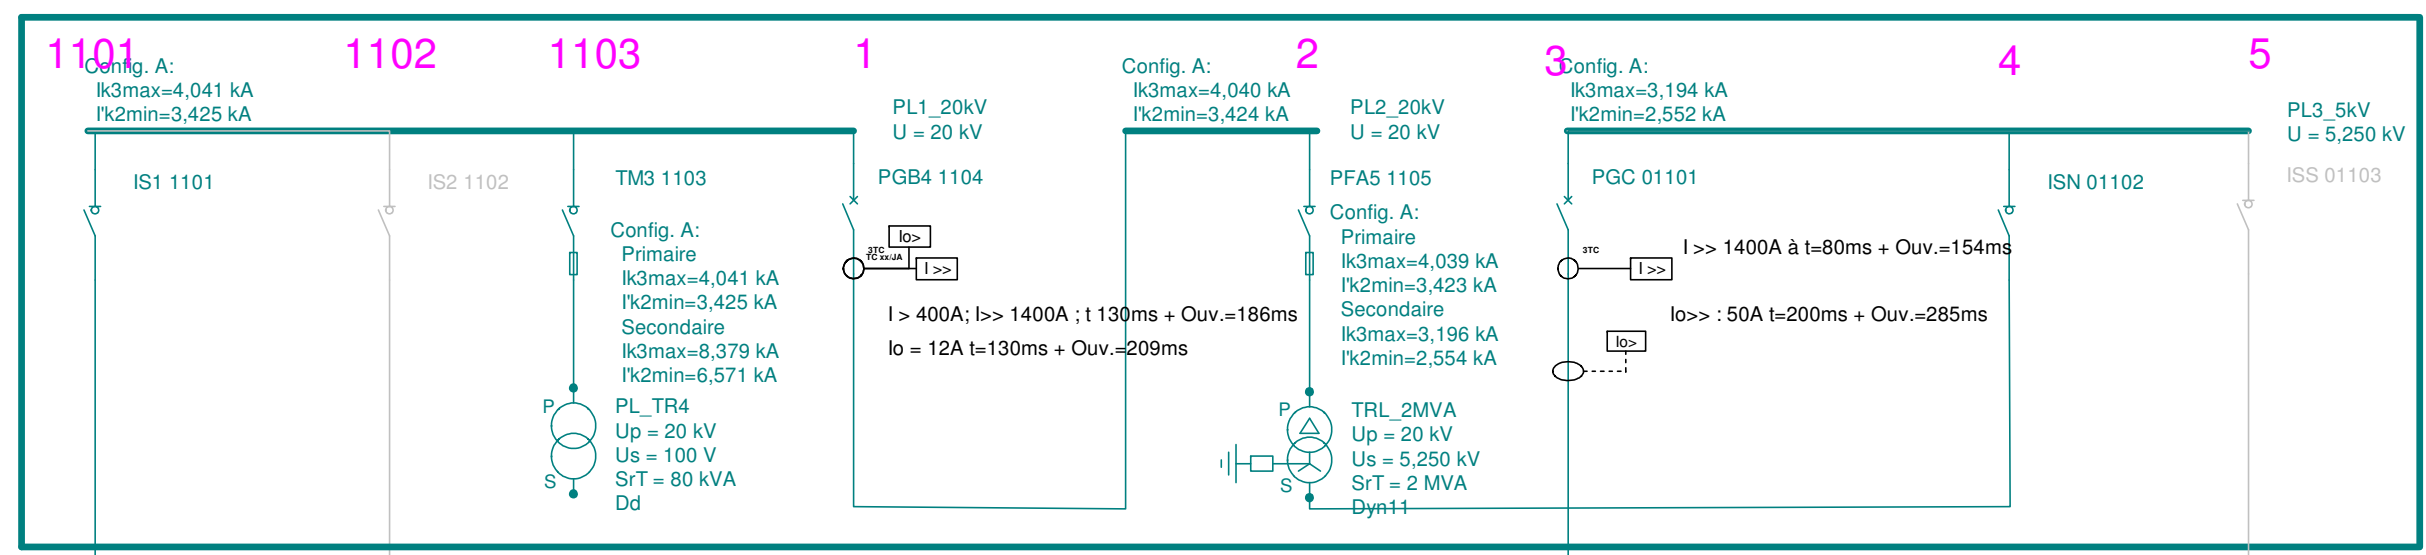 1101
1102
1103
1
2
3
4
5
Config. A:
Ik3max=4,041 kA
I'k2min=3,425 kA
PL1_20kV
U = 20 kV
Config. A:
Ik3max=4,040 kA
I'k2min=3,424 kA
PL2_20kV
U = 20 kV
Config. A:
Ik3max=3,194 kA
I'k2min=2,552 kA
PL3_5kV
U = 5,250 kV
IS1 1101
IS2 1102
TM3 1103
PGB4 1104
PFA5 1105
PGC 01101
ISN 01102
ISS 01103
Config. A:
Primaire
Ik3max=4,041 kA
I'k2min=3,425 kA
Secondaire
Ik3max=8,379 kA
I'k2min=6,571 kA
P
S
PL_TR4
Up = 20 kV
Us = 100 V
SrT = 80 kVA
Dd
Io>
3TC
TC xx/JA
I >>
I > 400A; I>> 1400A ; t 130ms + Ouv.=186ms
Io = 12A t=130ms + Ouv.=209ms
Config. A:
Primaire
Ik3max=4,039 kA
I'k2min=3,423 kA
Secondaire
Ik3max=3,196 kA
I'k2min=2,554 kA
P
S
TRL_2MVA
Up = 20 kV
Us = 5,250 kV
SrT = 2 MVA
Dyn11
3TC
I >>
I >> 1400A à t=80ms + Ouv.=154ms
Io>> : 50A t=200ms + Ouv.=285ms
Io>